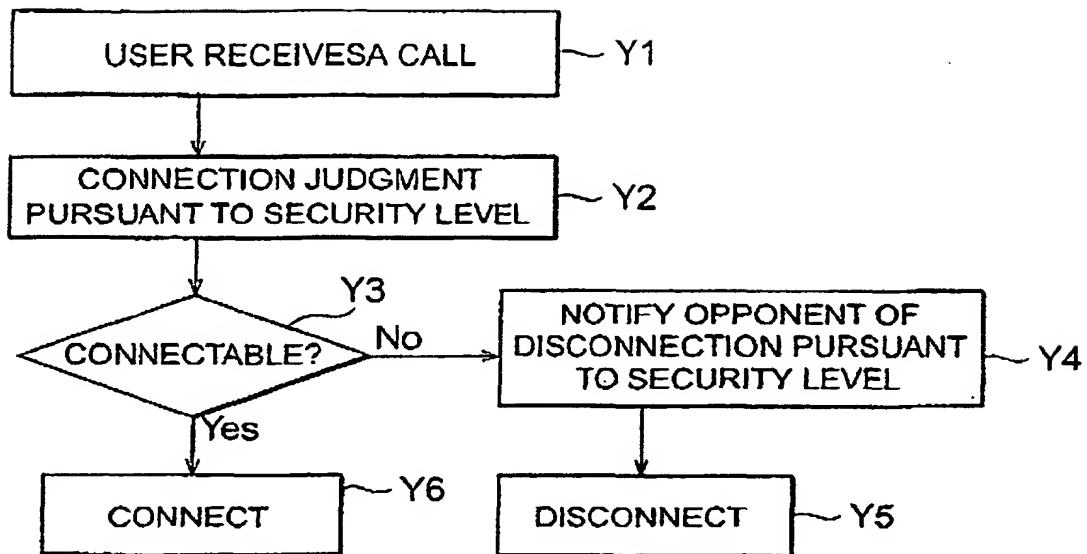 USER RECEIVESA CALL
Y1
CONNECTION JUDGMENT
PURSUANT TO SECURITY LEVEL
Y2
Y3
CONNECTABLE?
No
NOTIFY OPPONENT OF
DISCONNECTION PURSUANT
TO SECURITY LEVEL
Y4
Yes
CONNECT
Y6
DISCONNECT
Y5